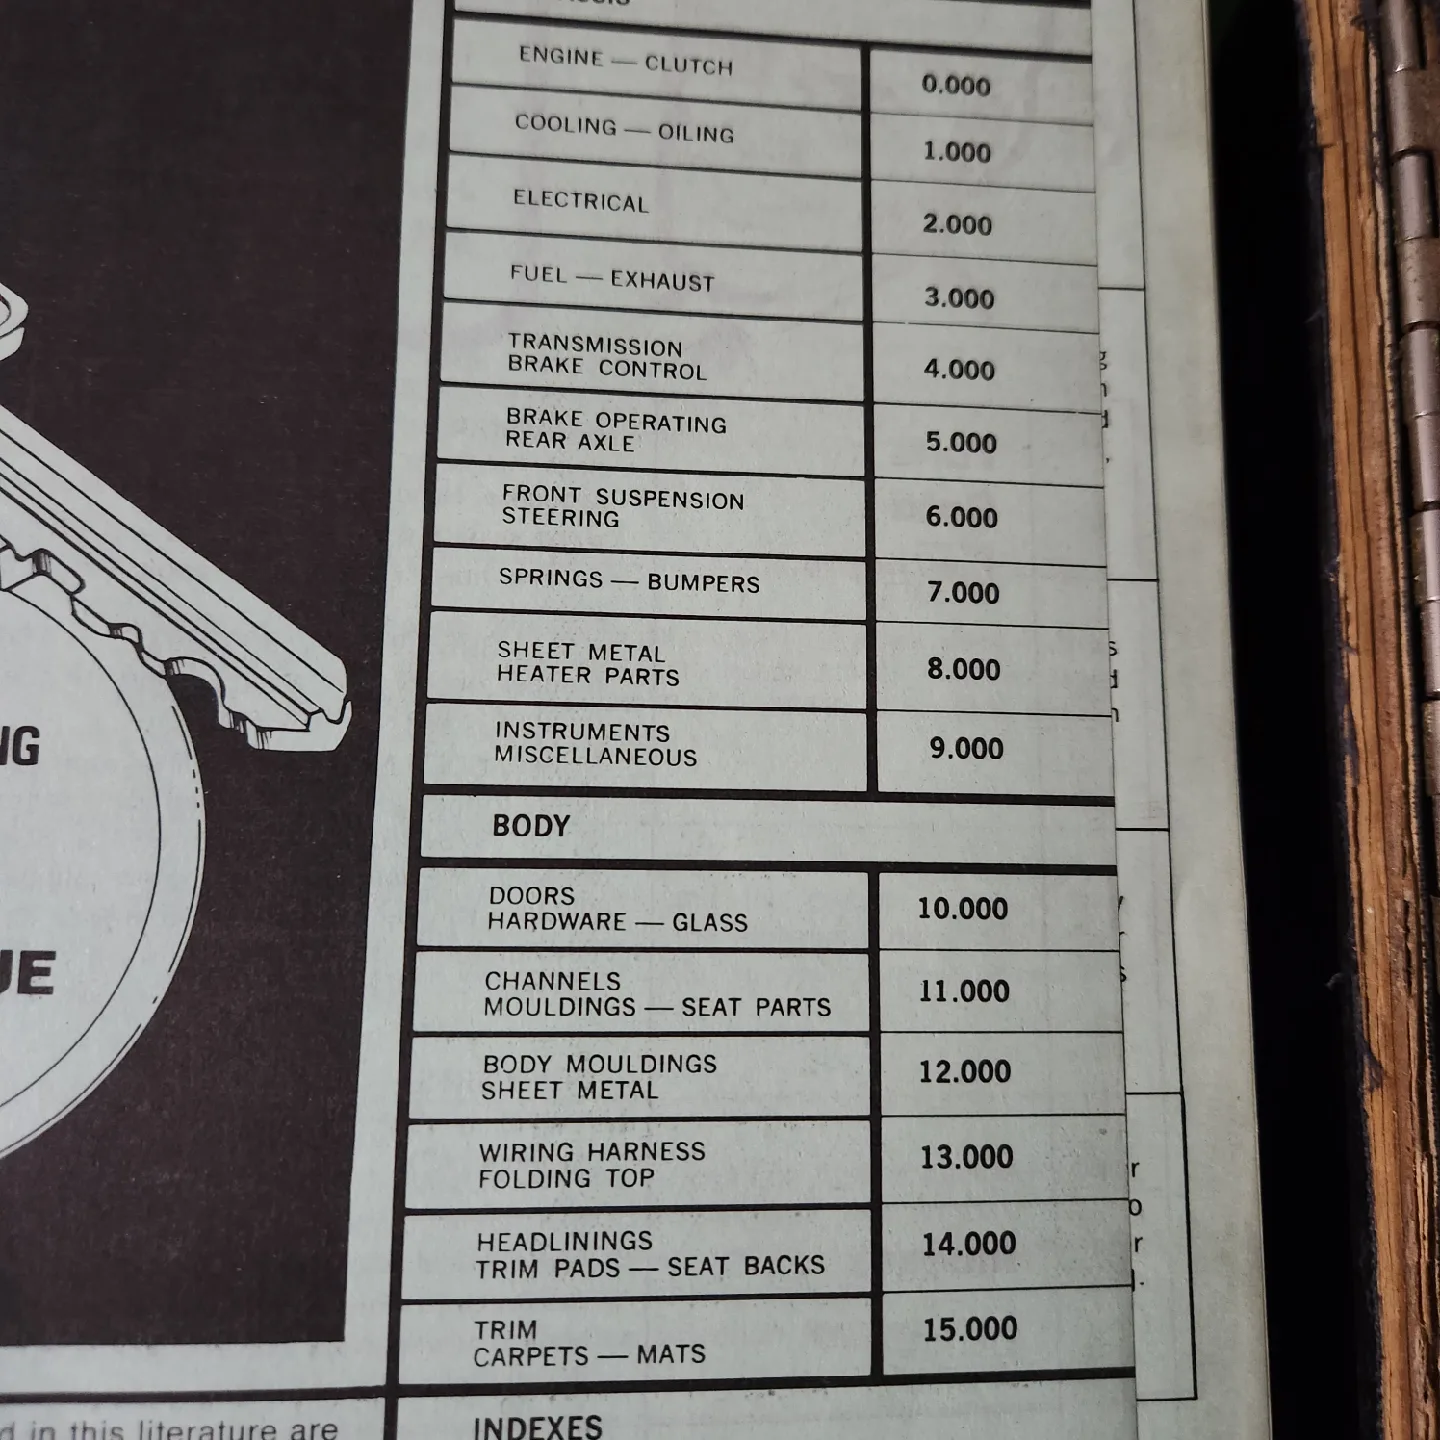 ENGINE — CLUTCH 0.000
COOLING — OILING 1.000
ELECTRICAL 2.000
FUEL — EXHAUST 3.000
TRANSMISSION
BRAKE CONTROL 4.000
BRAKE OPERATING
REAR AXLE 5.000
FRONT SUSPENSION
STEERING 6.000
SPRINGS — BUMPERS 7.000
SHEET METAL
HEATER PARTS 8.000
INSTRUMENTS
MISCELLANEOUS 9.000
BODY
DOORS
HARDWARE — GLASS 10.000
CHANNELS
MOULDINGS — SEAT PARTS 11.000
BODY MOULDINGS
SHEET METAL 12.000
WIRING HARNESS
FOLDING TOP 13.000
HEADLININGS
TRIM PADS — SEAT BACKS 14.000
TRIM
CARPETS — MATS 15.000
INDEXES
in this literature are